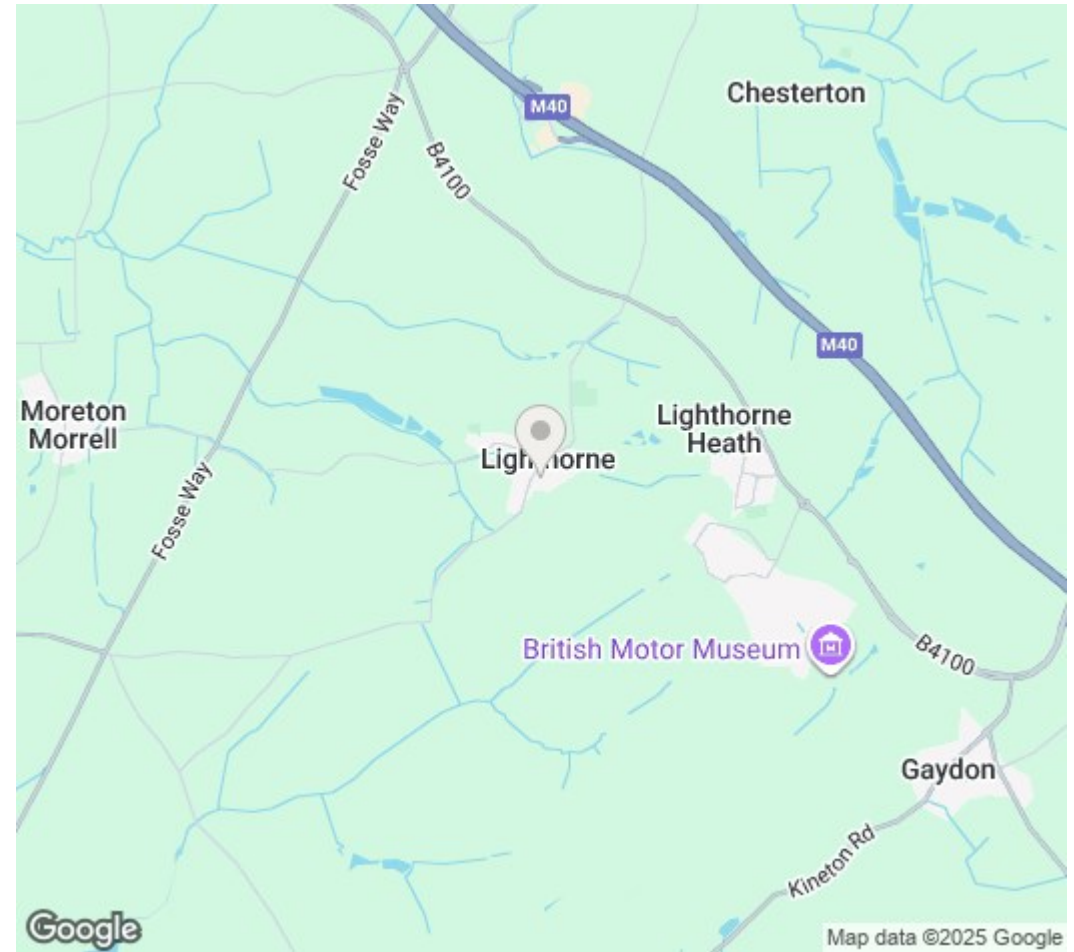 Chesterton
M40
Fosse Way
B4100
M40
Moreton
Morrell
Lighthorne
Heath
Fosse Way
British Motor Museum
B4100
Gaydon
Kineton Rd
Google
Map data ©2025 Google